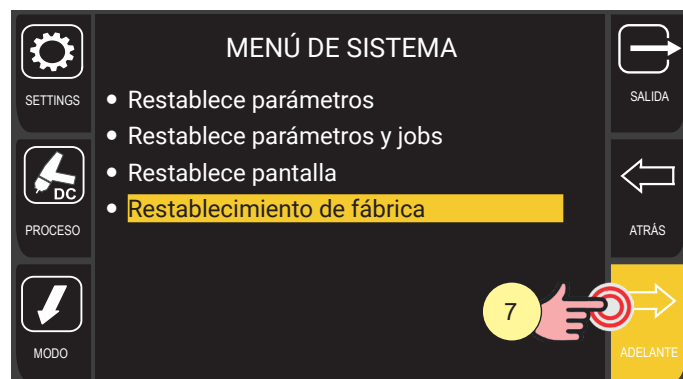 MENÚ DE SISTEMA
SETTINGS
Restablece parámetros
Restablece parámetros y jobs
Restablece pantalla
Restablecimiento de fábrica
SALIDA
DC
PROCESO
ATRÁS
7
MODO
ADELANTE